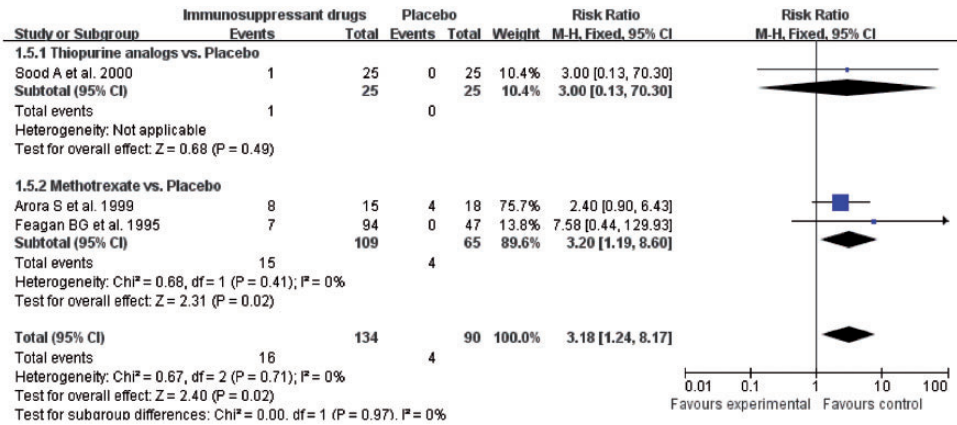 Immunosuppressant drugs Placebo Risk Ratio Risk Ratio
Study or Subgroup Events Total Events Total Weight M-H, Fixed, 95% CI M-H, Fixed, 95% CI
1.5.1 Thiopurine analogs vs. Placebo
Sood A et al. 2000 1 25 0 25 10.4% 3.00 [0.13, 70.30]
Subtotal (95% CI) 25 25 10.4% 3.00 [0.13, 70.30]
Total events 1 0
Heterogeneity: Not applicable
Test for overall effect: Z = 0.68 (P = 0.49)
1.5.2 Methotrexate vs. Placebo
Arora S et al. 1999 8 15 4 18 75.7% 2.40 [0.90, 6.43]
Feagan BG et al. 1995 7 94 0 47 13.8% 7.58 [0.44, 129.93]
Subtotal (95% CI) 109 65 89.6% 3.20 [1.19, 8.60]
Total events 15 4
Heterogeneity: Chi² = 0.68, df = 1 (P = 0.41); I² = 0%
Test for overall effect: Z = 2.31 (P = 0.02)
Total (95% CI) 134 90 100.0% 3.18 [1.24, 8.17]
Total events 16 4
Heterogeneity: Chi² = 0.67, df = 2 (P = 0.71); I² = 0%
Test for overall effect: Z = 2.40 (P = 0.02)
Test for subgroup differences: Chi² = 0.00. df = 1 (P = 0.97). I² = 0%
0.01 0.1 1 10 100
Favours experimental Favours control